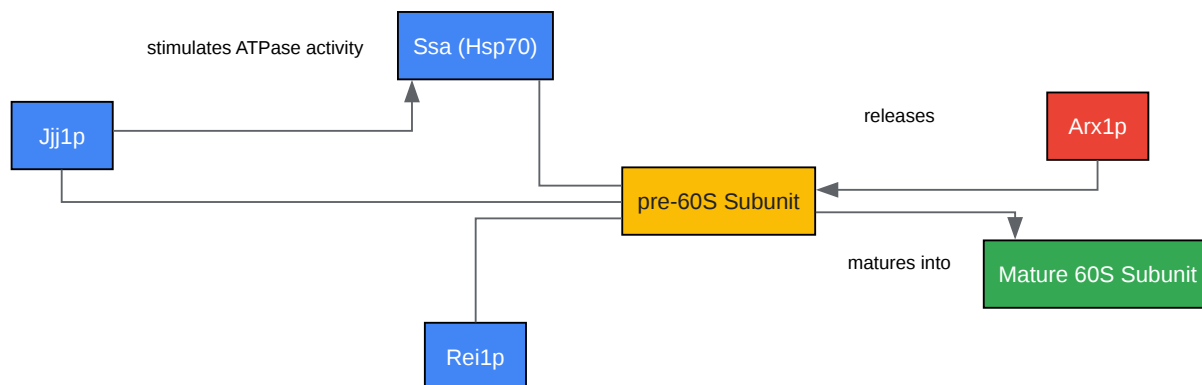 stimulates ATPase activity
Ssa (Hsp70)
Jjj1p
releases
Arx1p
pre-60S Subunit
matures into
Mature 60S Subunit
Rei1p